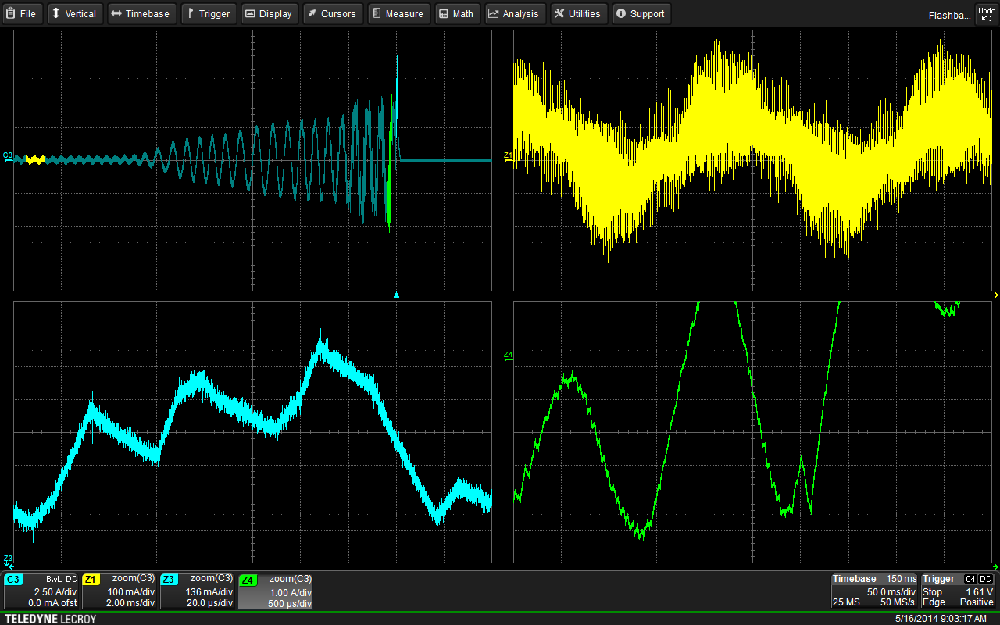 File Vertical Timebase Trigger Display Cursors Measure Math Analysis Utilities Support Flashba... Undo
C3 Z1
Z4
Z3
C3 BwL DC
2.50 A/div
0.0 mA ofst
Z1 zoom(C3)
100 mA/div
2.00 ms/div
Z3 zoom(C3)
136 mA/div
20.0 µs/div
Z4 zoom(C3)
1.00 A/div
500 µs/div
Timebase 150 ms
50.0 ms/div
25 MS 50 MS/s
Trigger C4 DC
Stop 1.61 V
Edge Positive
TELEDYNE LECROY 5/16/2014 9:03:17 AM